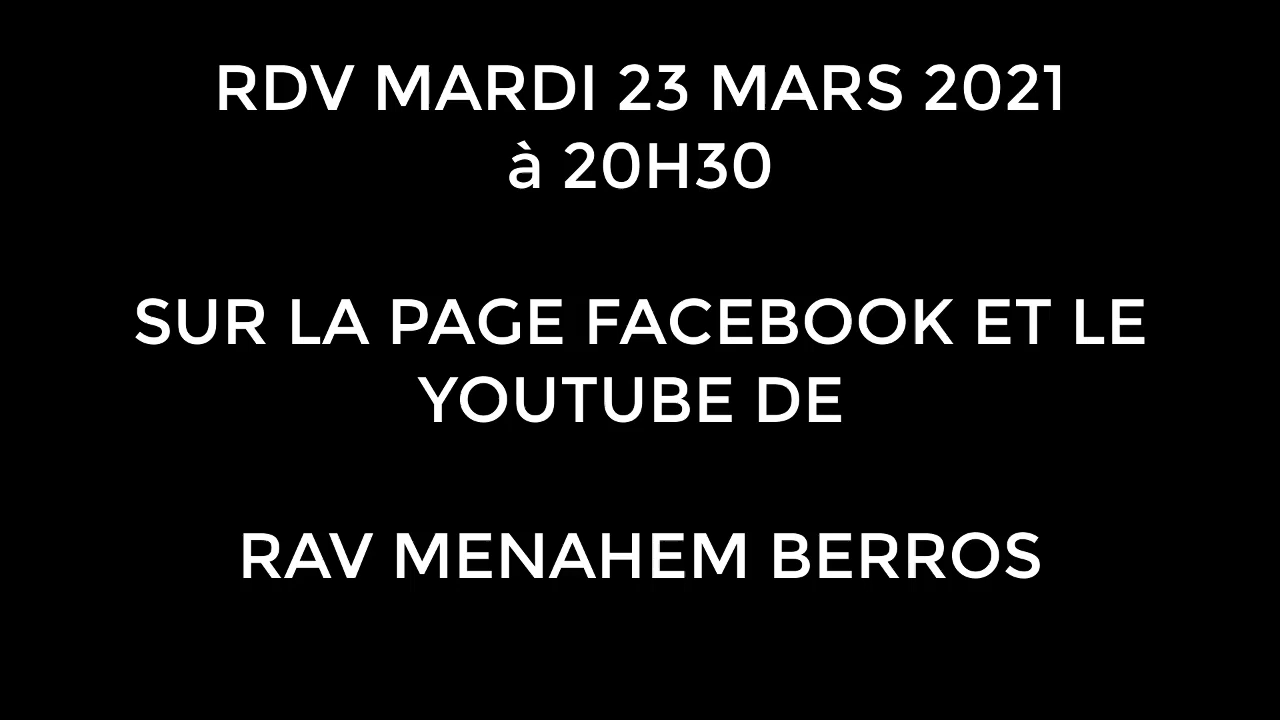 RDV MARDI 23 MARS 2021
à 20H30
SUR LA PAGE FACEBOOK ET LE
YOUTUBE DE
RAV MENAHEM BERROS